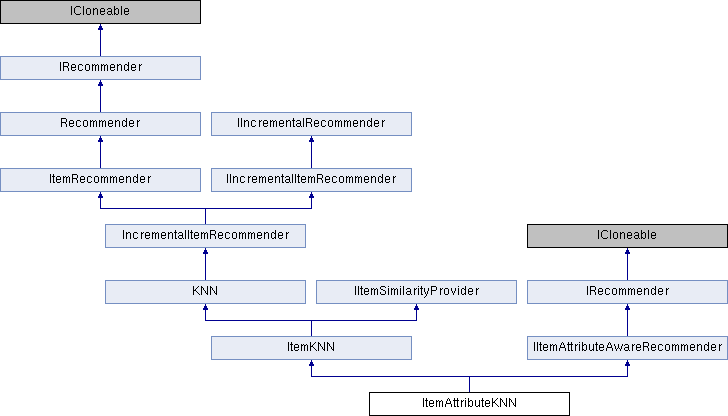 ICloneable
IRecommender
Recommender
IIncrementalRecommender
ItemRecommender
IIncrementalItemRecommender
IncrementalItemRecommender
ICloneable
KNN
IItemSimilarityProvider
IRecommender
ItemKNN
IItemAttributeAwareRecommender
ItemAttributeKNN